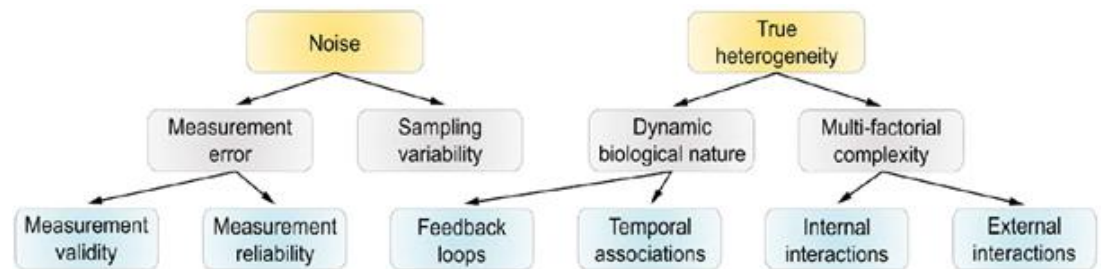 Noise
True
heterogeneity
Measurement
error
Sampling
variability
Dynamic
biological nature
Multi-factorial
complexity
Measurement
validity
Measurement
reliability
Feedback
loops
Temporal
associations
Internal
interactions
External
interactions